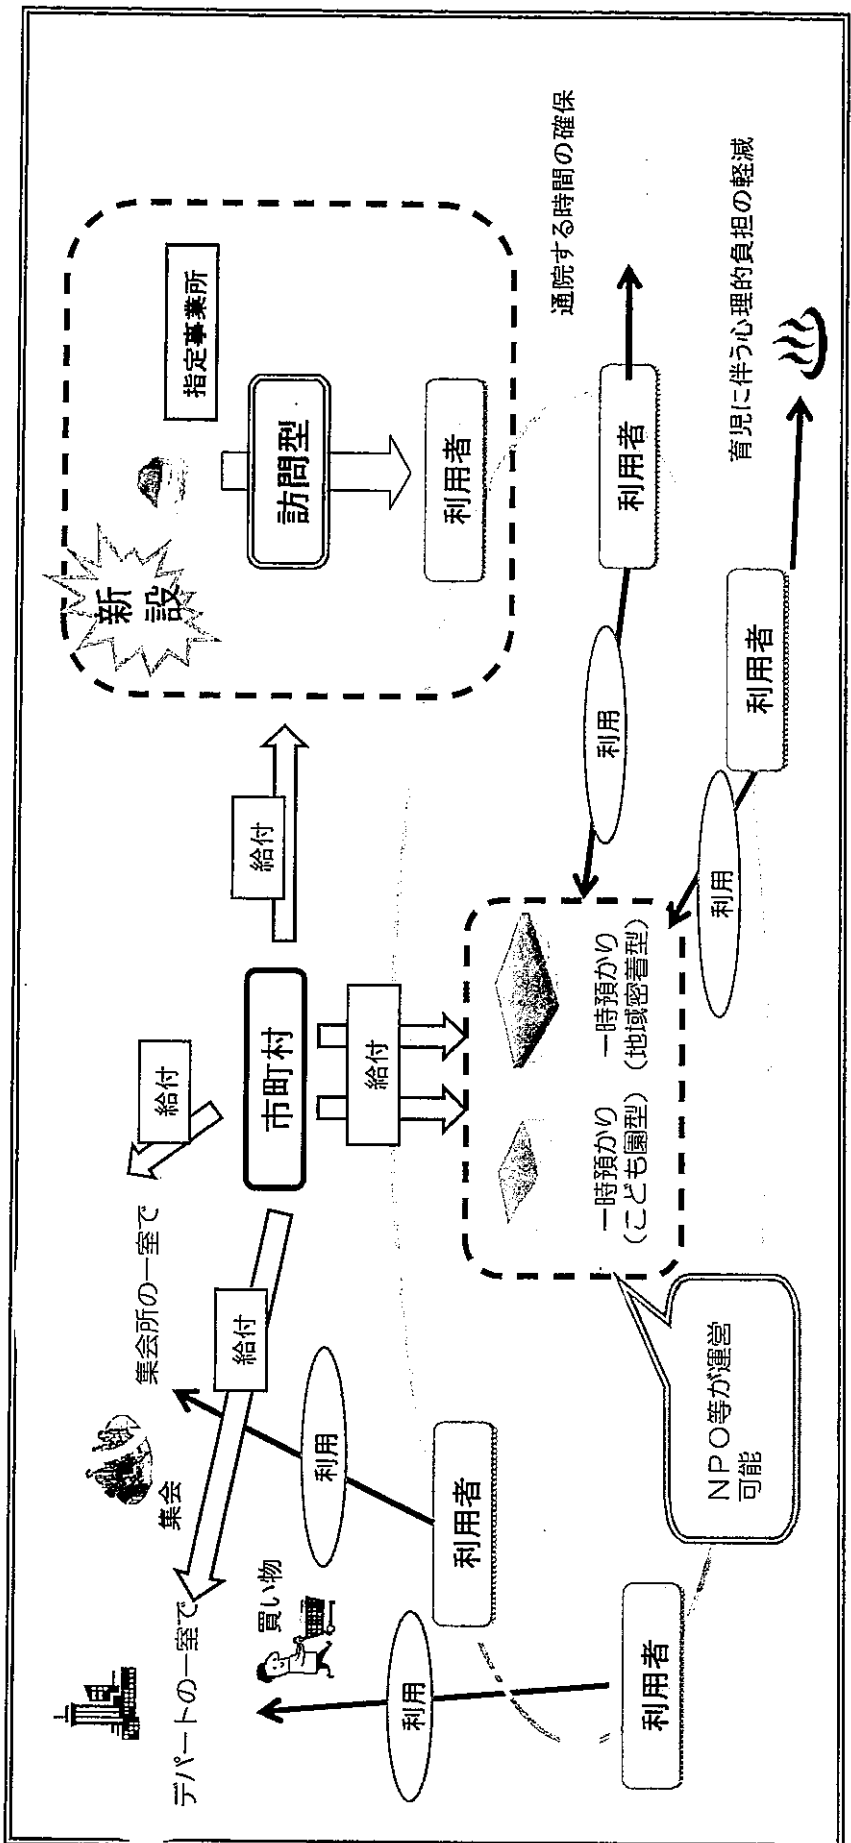 デパートの一室で
買い物
利用
利用者
集会
集会所の一室で
給付
利用
利用者
給付
市町村
給付
一時預かり
(こども園型)
一時預かり
(地域密着型)
NPO等が運営
可能
給付
新設
指定事業所
訪問型
利用者
利用
利用者
通院する時間の確保
利用
利用者
育児に伴う心理的負担の軽減